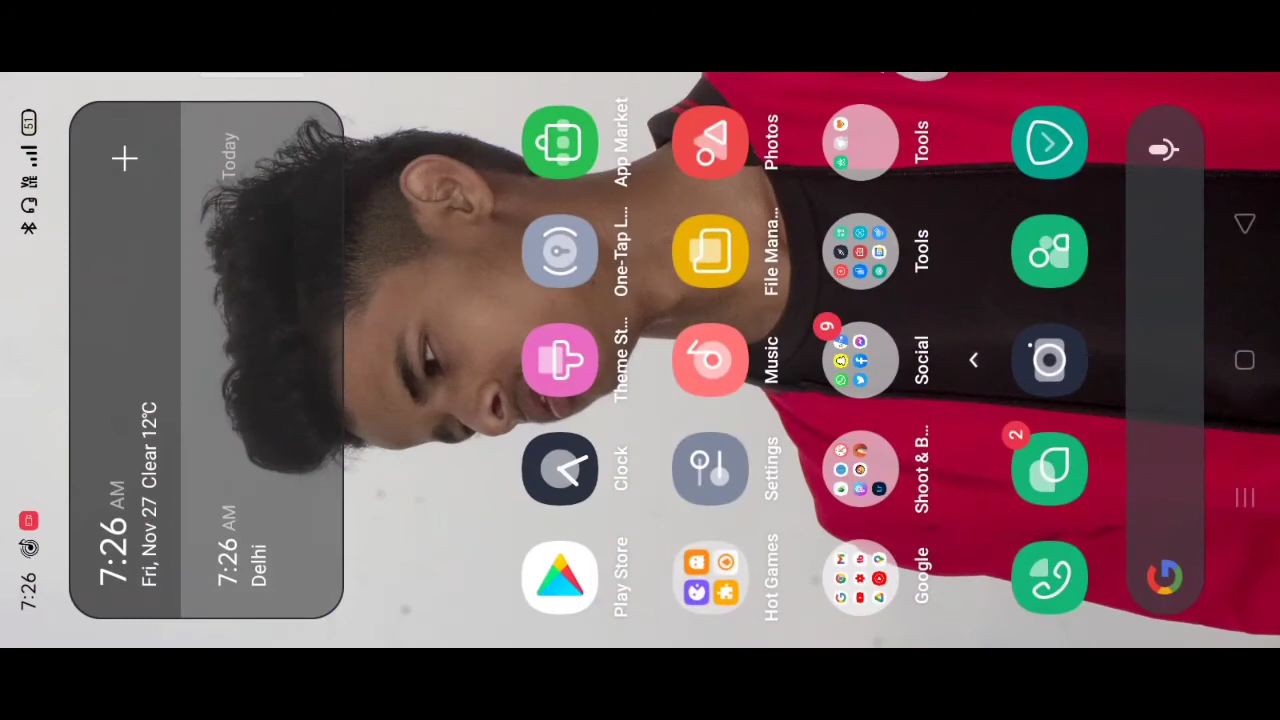 7:26
51
7:26 AM
Fri, Nov 27 Clear 12°C
Today
7:26 AM
Delhi
Play Store
Clock
Theme St...
One-Tap L...
App Market
Hot Games
Settings
Music
File Mana...
Photos
9
Google
Shoot & B...
Social
Tools
Tools
2